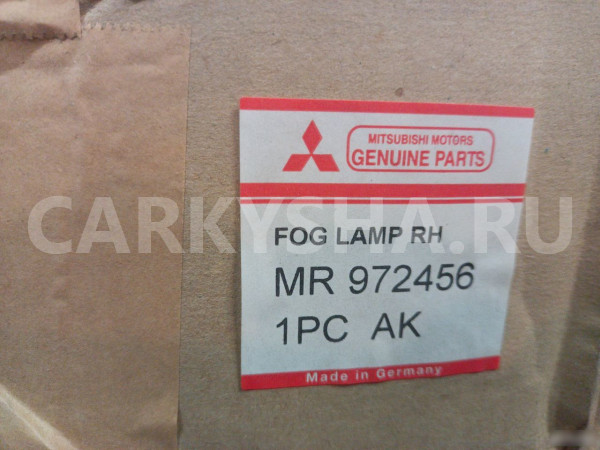 MITSUBISHI MOTORS
GENUINE PARTS
CARKYSHA.RU
FOG LAMP RH
MR 972456
1PC AK
Made in Germany